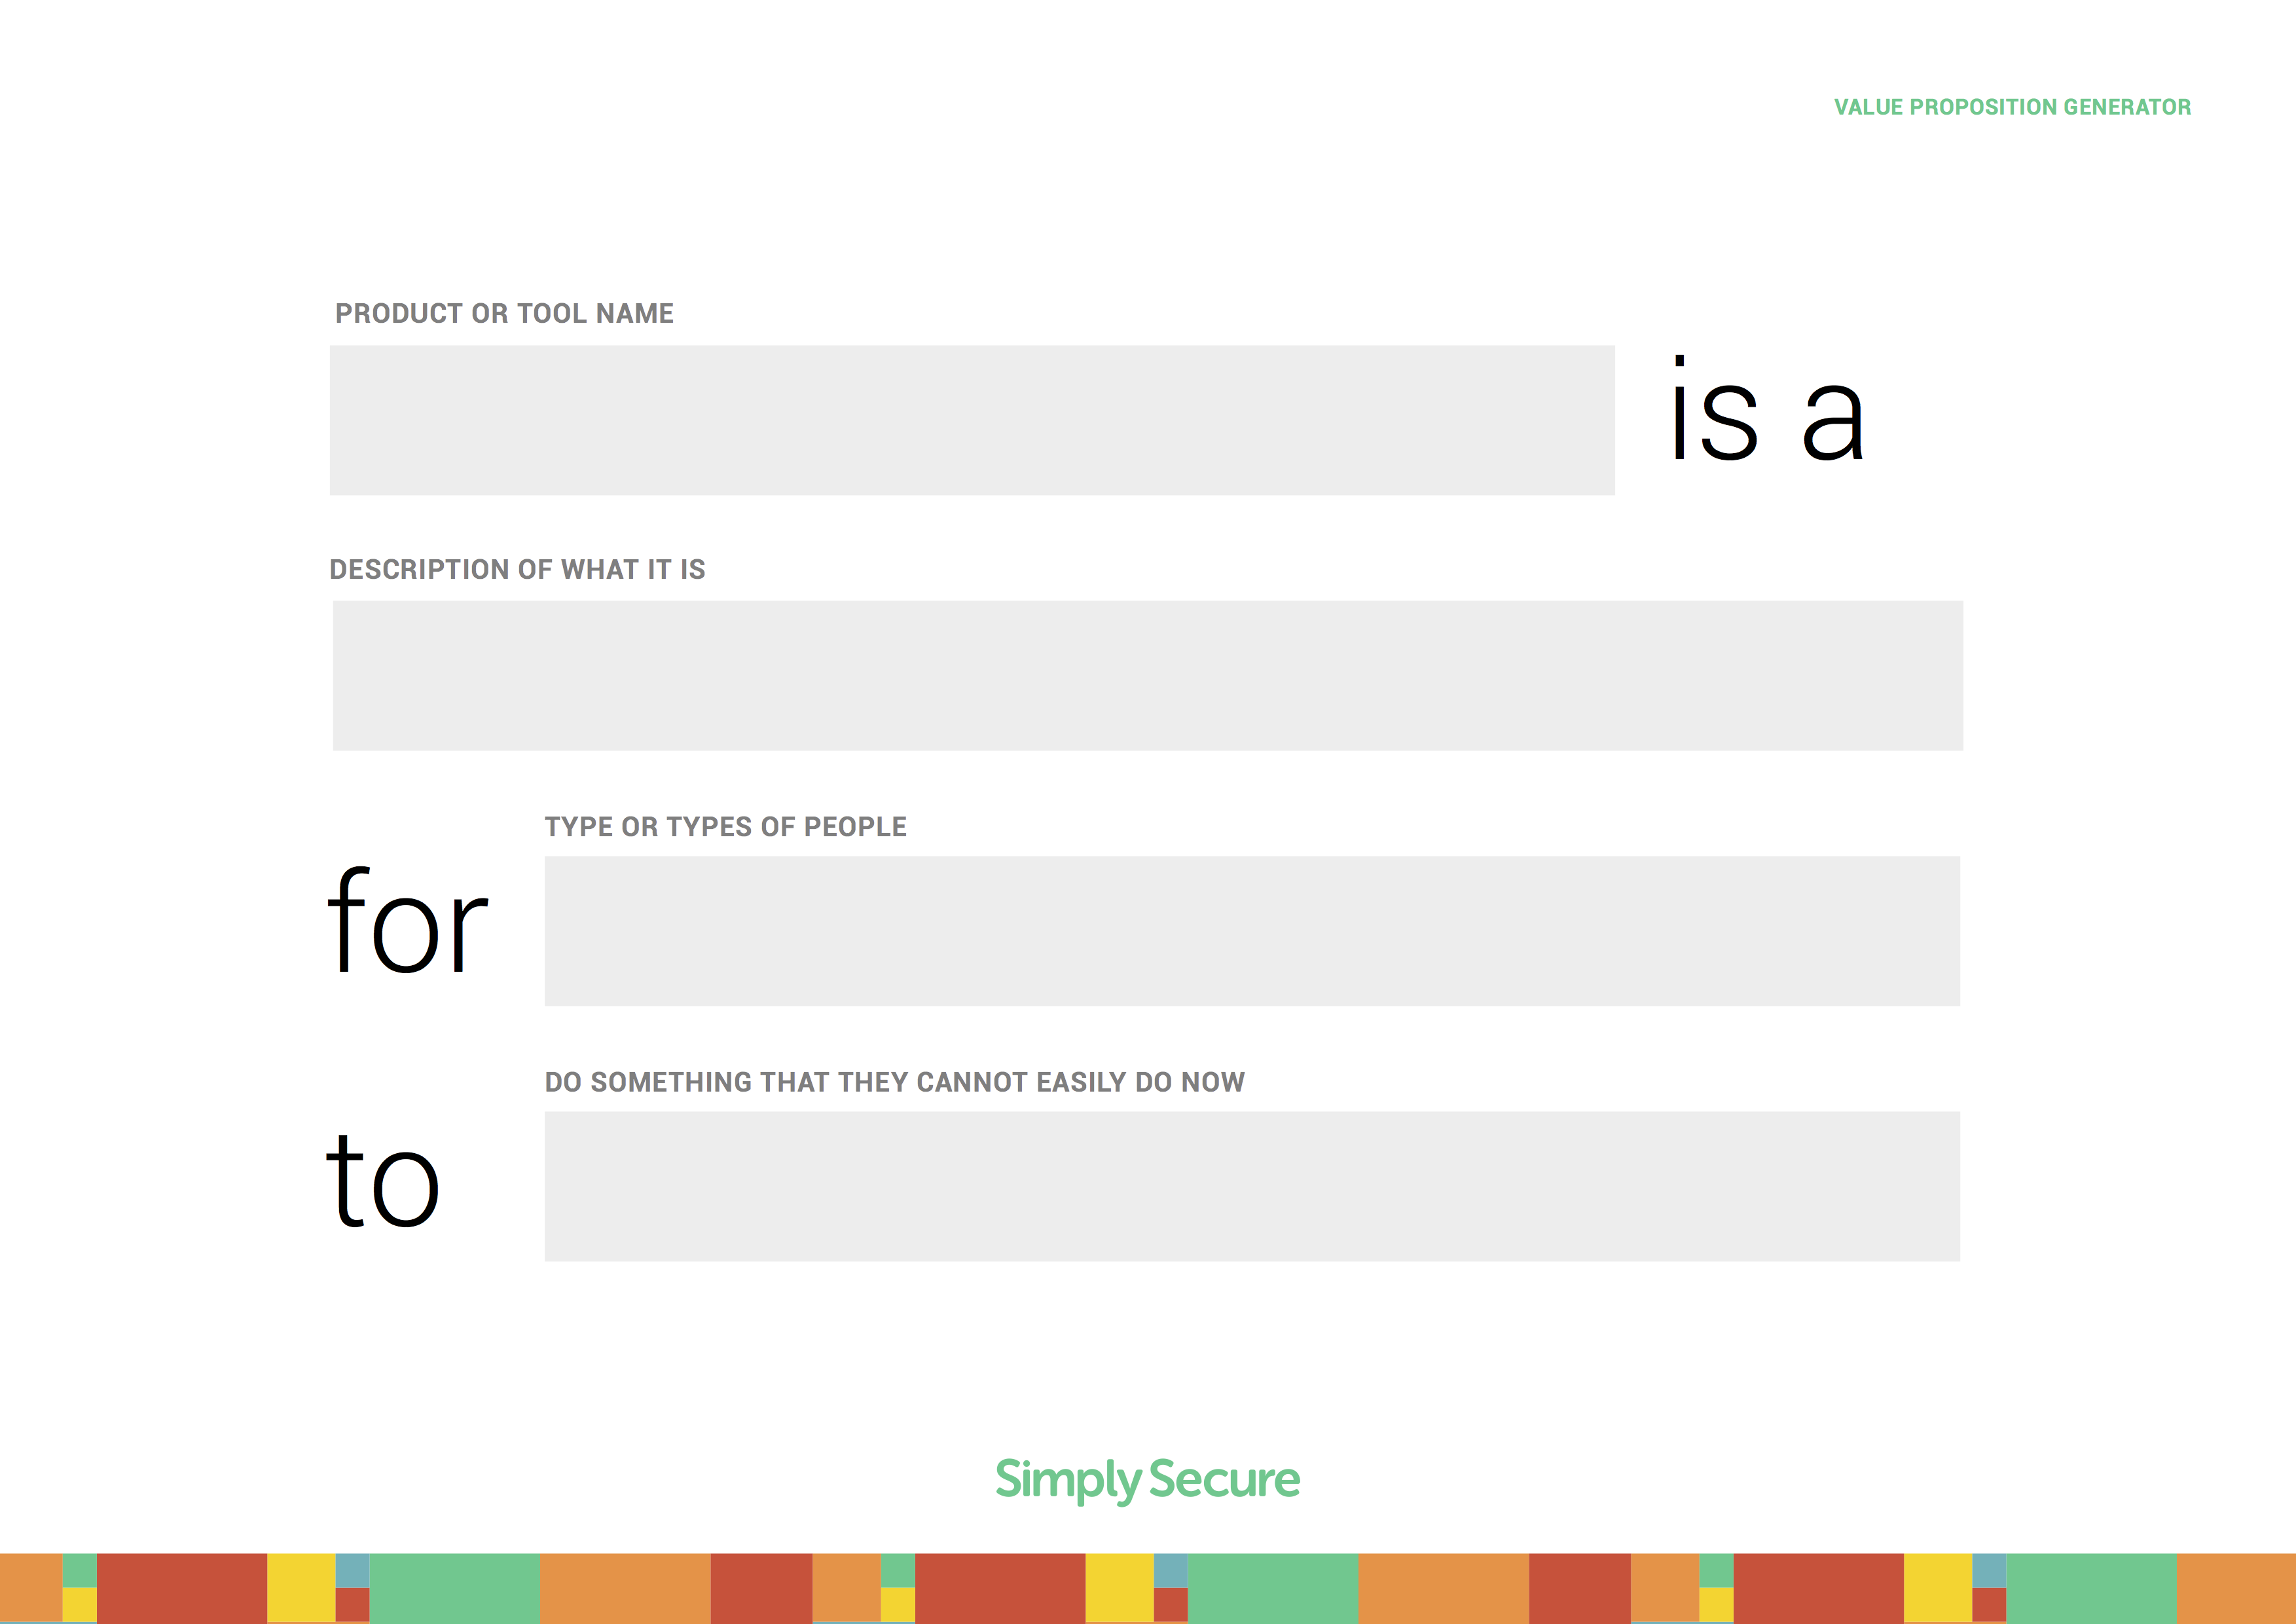 VALUE PROPOSITION GENERATOR
PRODUCT OR TOOL NAME
is a
DESCRIPTION OF WHAT IT IS
TYPE OR TYPES OF PEOPLE
for
DO SOMETHING THAT THEY CANNOT EASILY DO NOW
to
Simply Secure